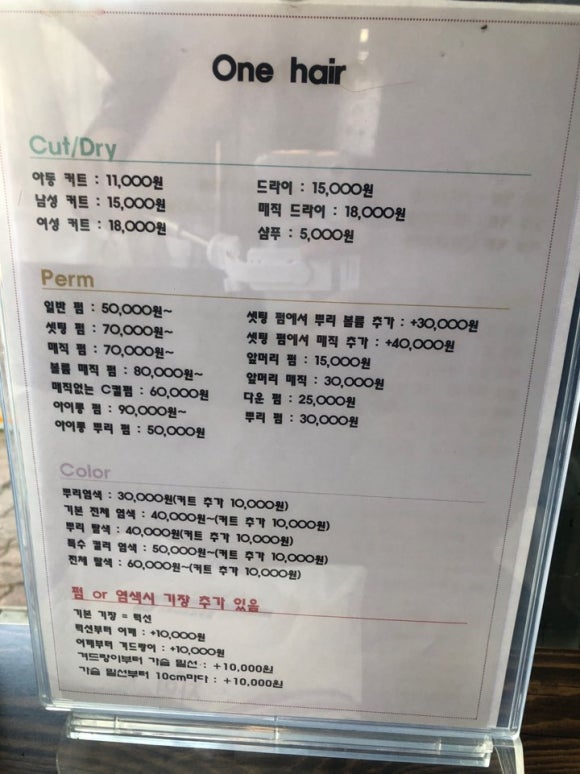 One hair
Cut/Dry
아동 커트 : 11,000원
남성 커트 : 15,000원
여성 커트 : 18,000원
드라이 : 15,000원
매직 드라이 : 18,000원
샴푸 : 5,000원
Perm
일반 펌 : 50,000원~
셋팅 펌 : 70,000원~
매직 펌 : 70,000원~
볼륨 매직 펌 : 80,000원~
매직없는 C컬펌 : 60,000원
아이롱 펌 : 90,000원~
아이롱 뿌리 펌 : 50,000원
셋팅 펌에서 뿌리 볼륨 추가 : +30,000원
셋팅 펌에서 매직 추가 : +40,000원
앞머리 펌 : 15,000원
앞머리 매직 : 30,000원
다운 펌 : 25,000원
뿌리 펌 : 30,000원
Color
뿌리염색 : 30,000원(커트 추가 10,000원)
기본 전체 염색 : 40,000원~(커트 추가 10,000원)
뿌리 탈색 : 40,000원(커트 추가 10,000원)
특수 컬러 염색 : 50,000원~(커트 추가 10,000원)
전체 탈색 : 60,000원~(커트 추가 10,000원)
펌 or 염색시 기장 추가 있음
기본 기장 = 턱선
턱선부터 어깨 : +10,000원
어깨부터 겨드랑이 : +10,000원
겨드랑이부터 가슴 밑선 : +10,000원
가슴 밑선부터 10cm마다 : +10,000원